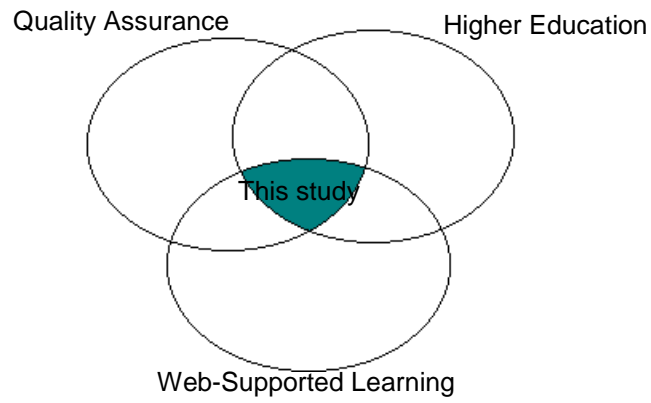 Quality Assurance
Higher Education
This study
Web-Supported Learning